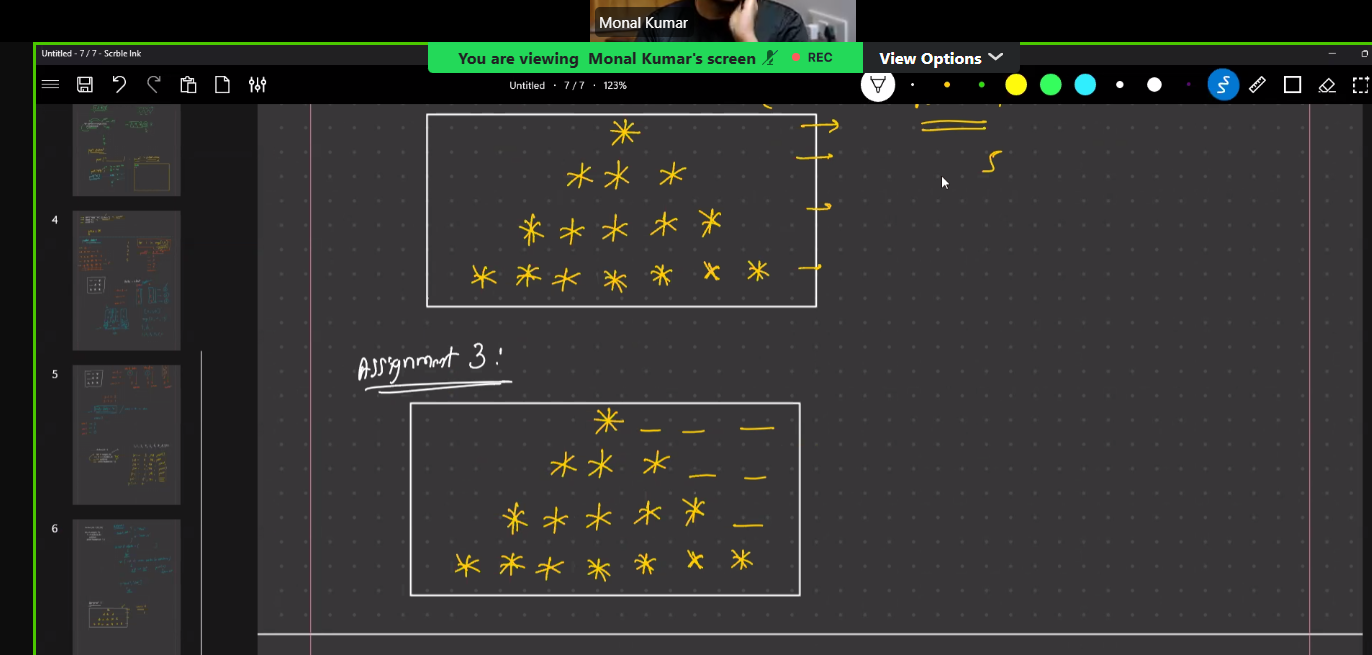 Monal Kumar
Untitled - 7 / 7 - Scrble Ink
You are viewing Monal Kumar's screen REC
View Options
Untitled · 7 / 7 · 123%
*
* * *
* * * * *
* * * * * * *
5
4
5
6
Assignment 3:
* _ _ _
* * * _ _
* * * * * _
* * * * * * *